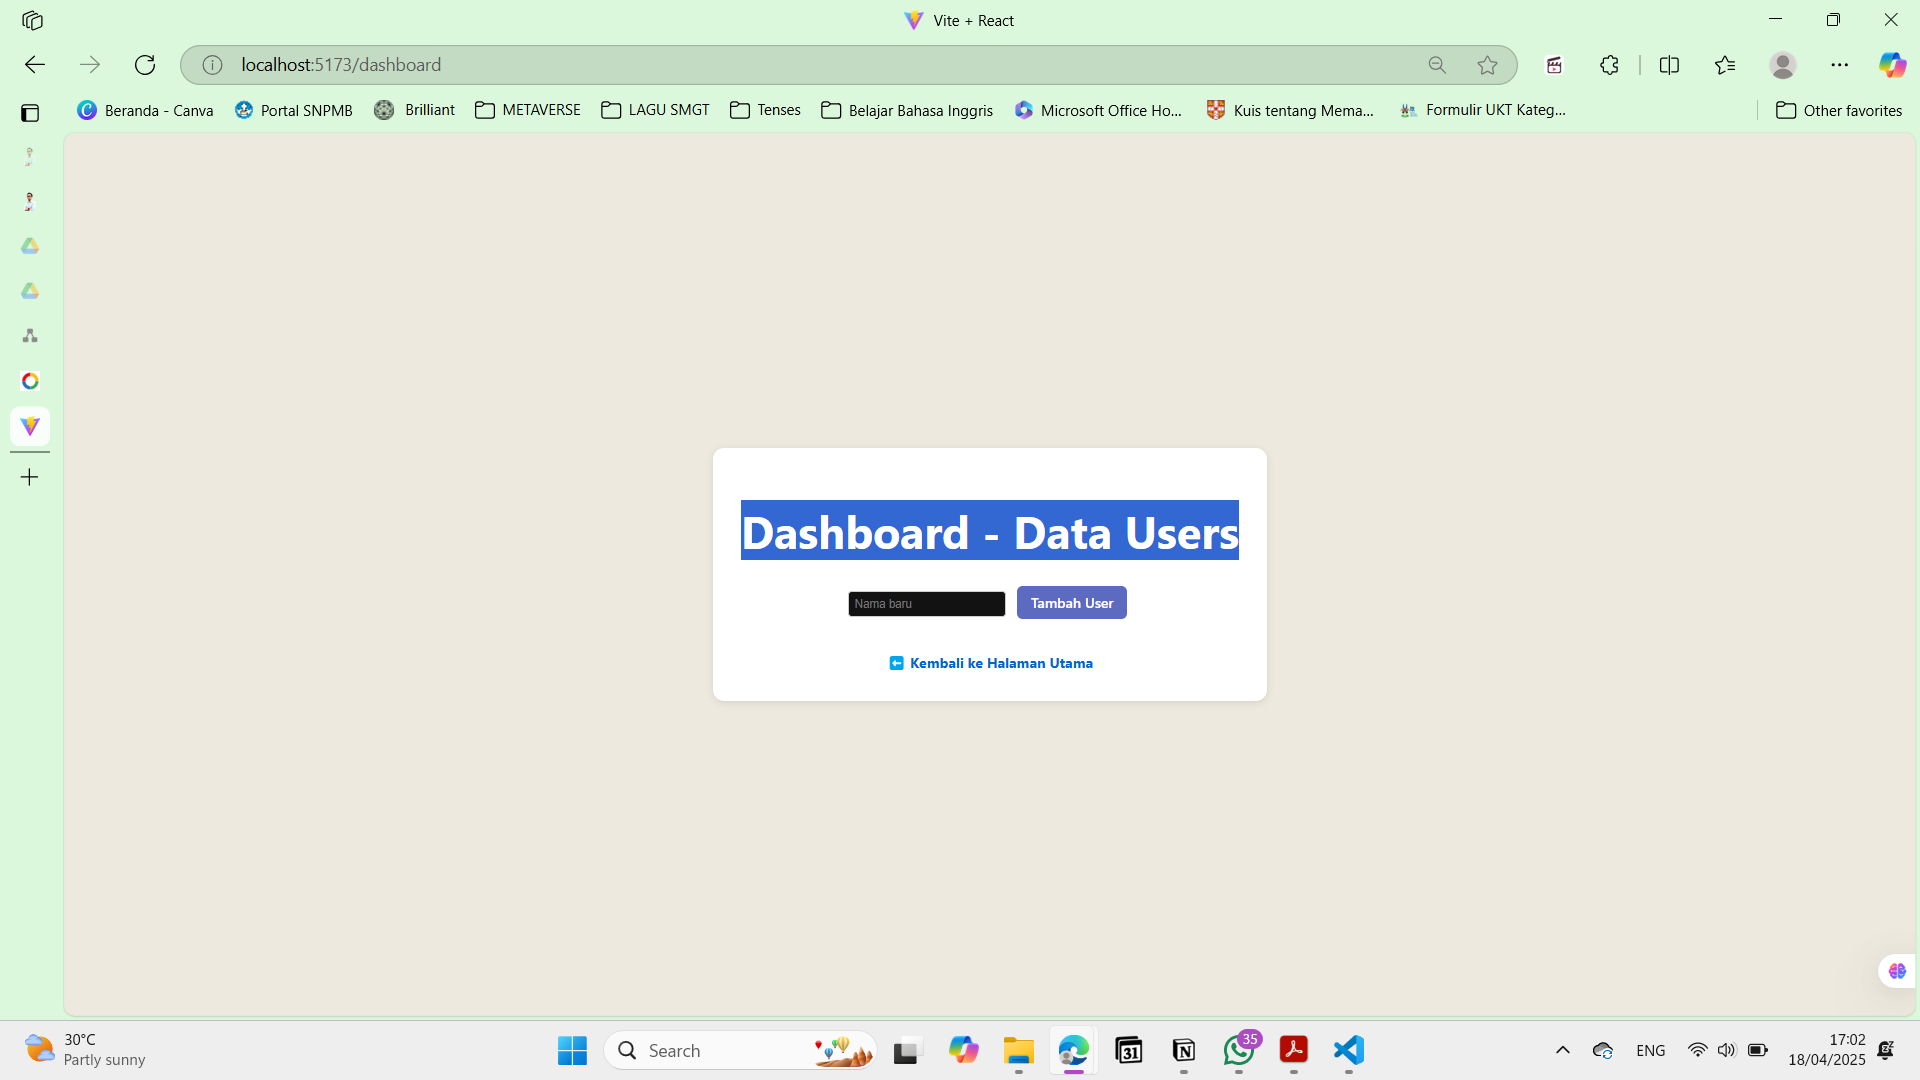 Vite + React
localhost:5173/dashboard
Beranda - Canva
Portal SNPMB
Brilliant
METAVERSE
LAGU SMGT
Tenses
Belajar Bahasa Inggris
Microsoft Office Ho...
Kuis tentang Mema...
Formulir UKT Kateg...
Other favorites
Dashboard - Data Users
Nama baru
Tambah User
Kembali ke Halaman Utama
30°C
Partly sunny
Search
31
35
ENG
17:02
18/04/2025